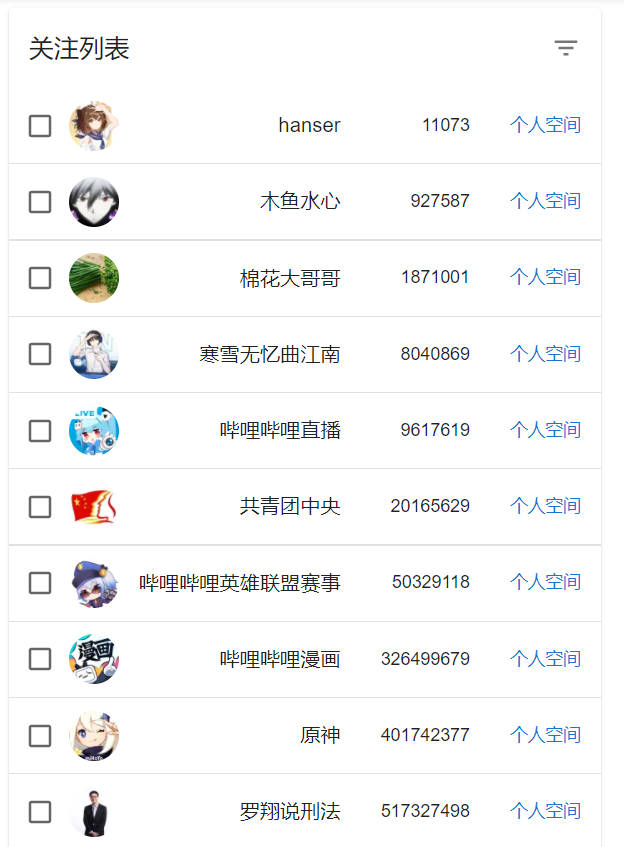 关注列表
hanser 11073 个人空间
木鱼水心 927587 个人空间
棉花大哥哥 1871001 个人空间
寒雪无忆曲江南 8040869 个人空间
LIVE
哔哩哔哩直播 9617619 个人空间
共青团中央 20165629 个人空间
哔哩哔哩英雄联盟赛事 50329118 个人空间
漫画
哔哩哔哩漫画 326499679 个人空间
原神 401742377 个人空间
miHoYo
罗翔说刑法 517327498 个人空间